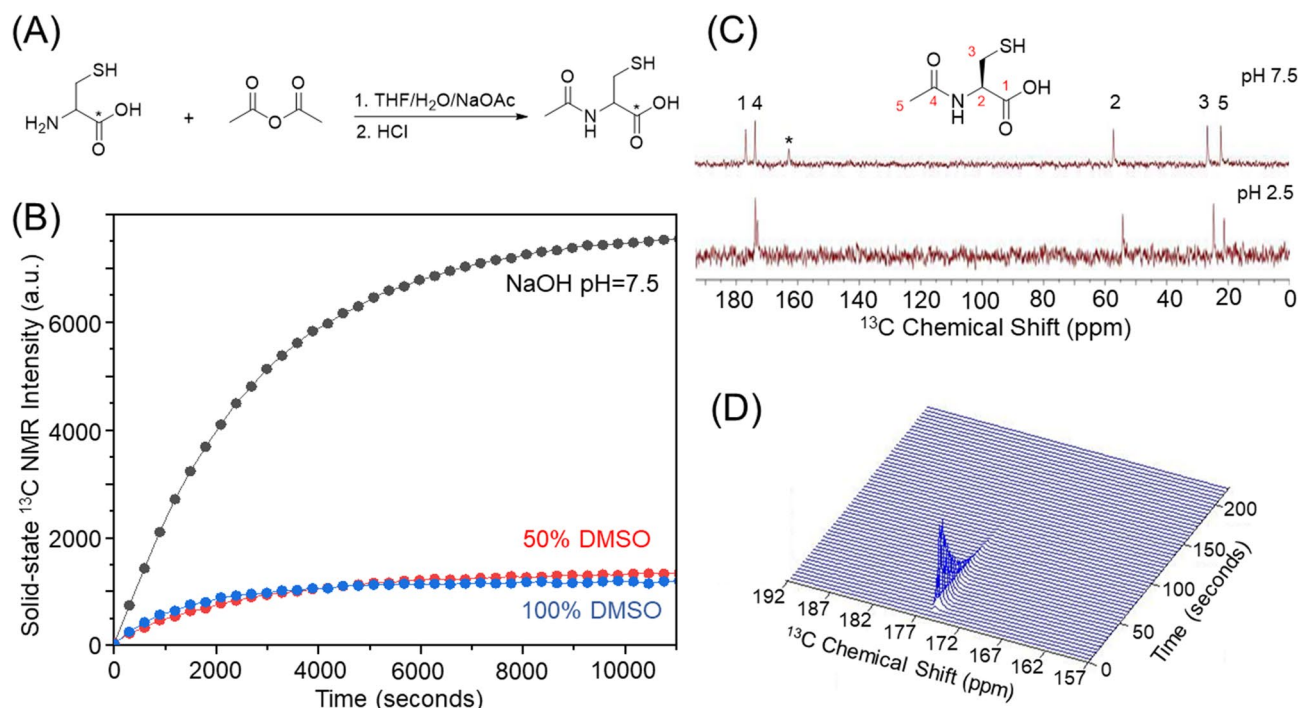 (A)
SH
H₂N
*
OH
O
+
O
O
O
1. THF/H₂O/NaOAc
2. HCl
O
N
H
SH
*
OH
O
(B)
Solid-state ¹³C NMR Intensity (a.u.)
6000
4000
2000
0
NaOH pH=7.5
50% DMSO
100% DMSO
0 2000 4000 6000 8000 10000
Time (seconds)
(C)
3 SH
O 1 OH
5 4 N 2
H O
pH 7.5
1 4 * 2 3 5
pH 2.5
180 160 140 120 100 80 60 40 20 0
¹³C Chemical Shift (ppm)
(D)
192 187 182 177 172 167 162 157
¹³C Chemical Shift (ppm)
0 50 100 150 200
Time (seconds)